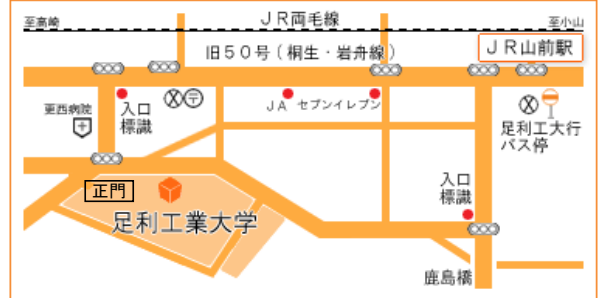 至高崎
ＪＲ両毛線
至小山
旧５０号（桐生・岩舟線）
ＪＲ山前駅
更西病院
入口
標識
〒
ＪＡ
セブンイレブン
足利工大行
バス停
正門
足利工業大学
入口
標識
鹿島橋